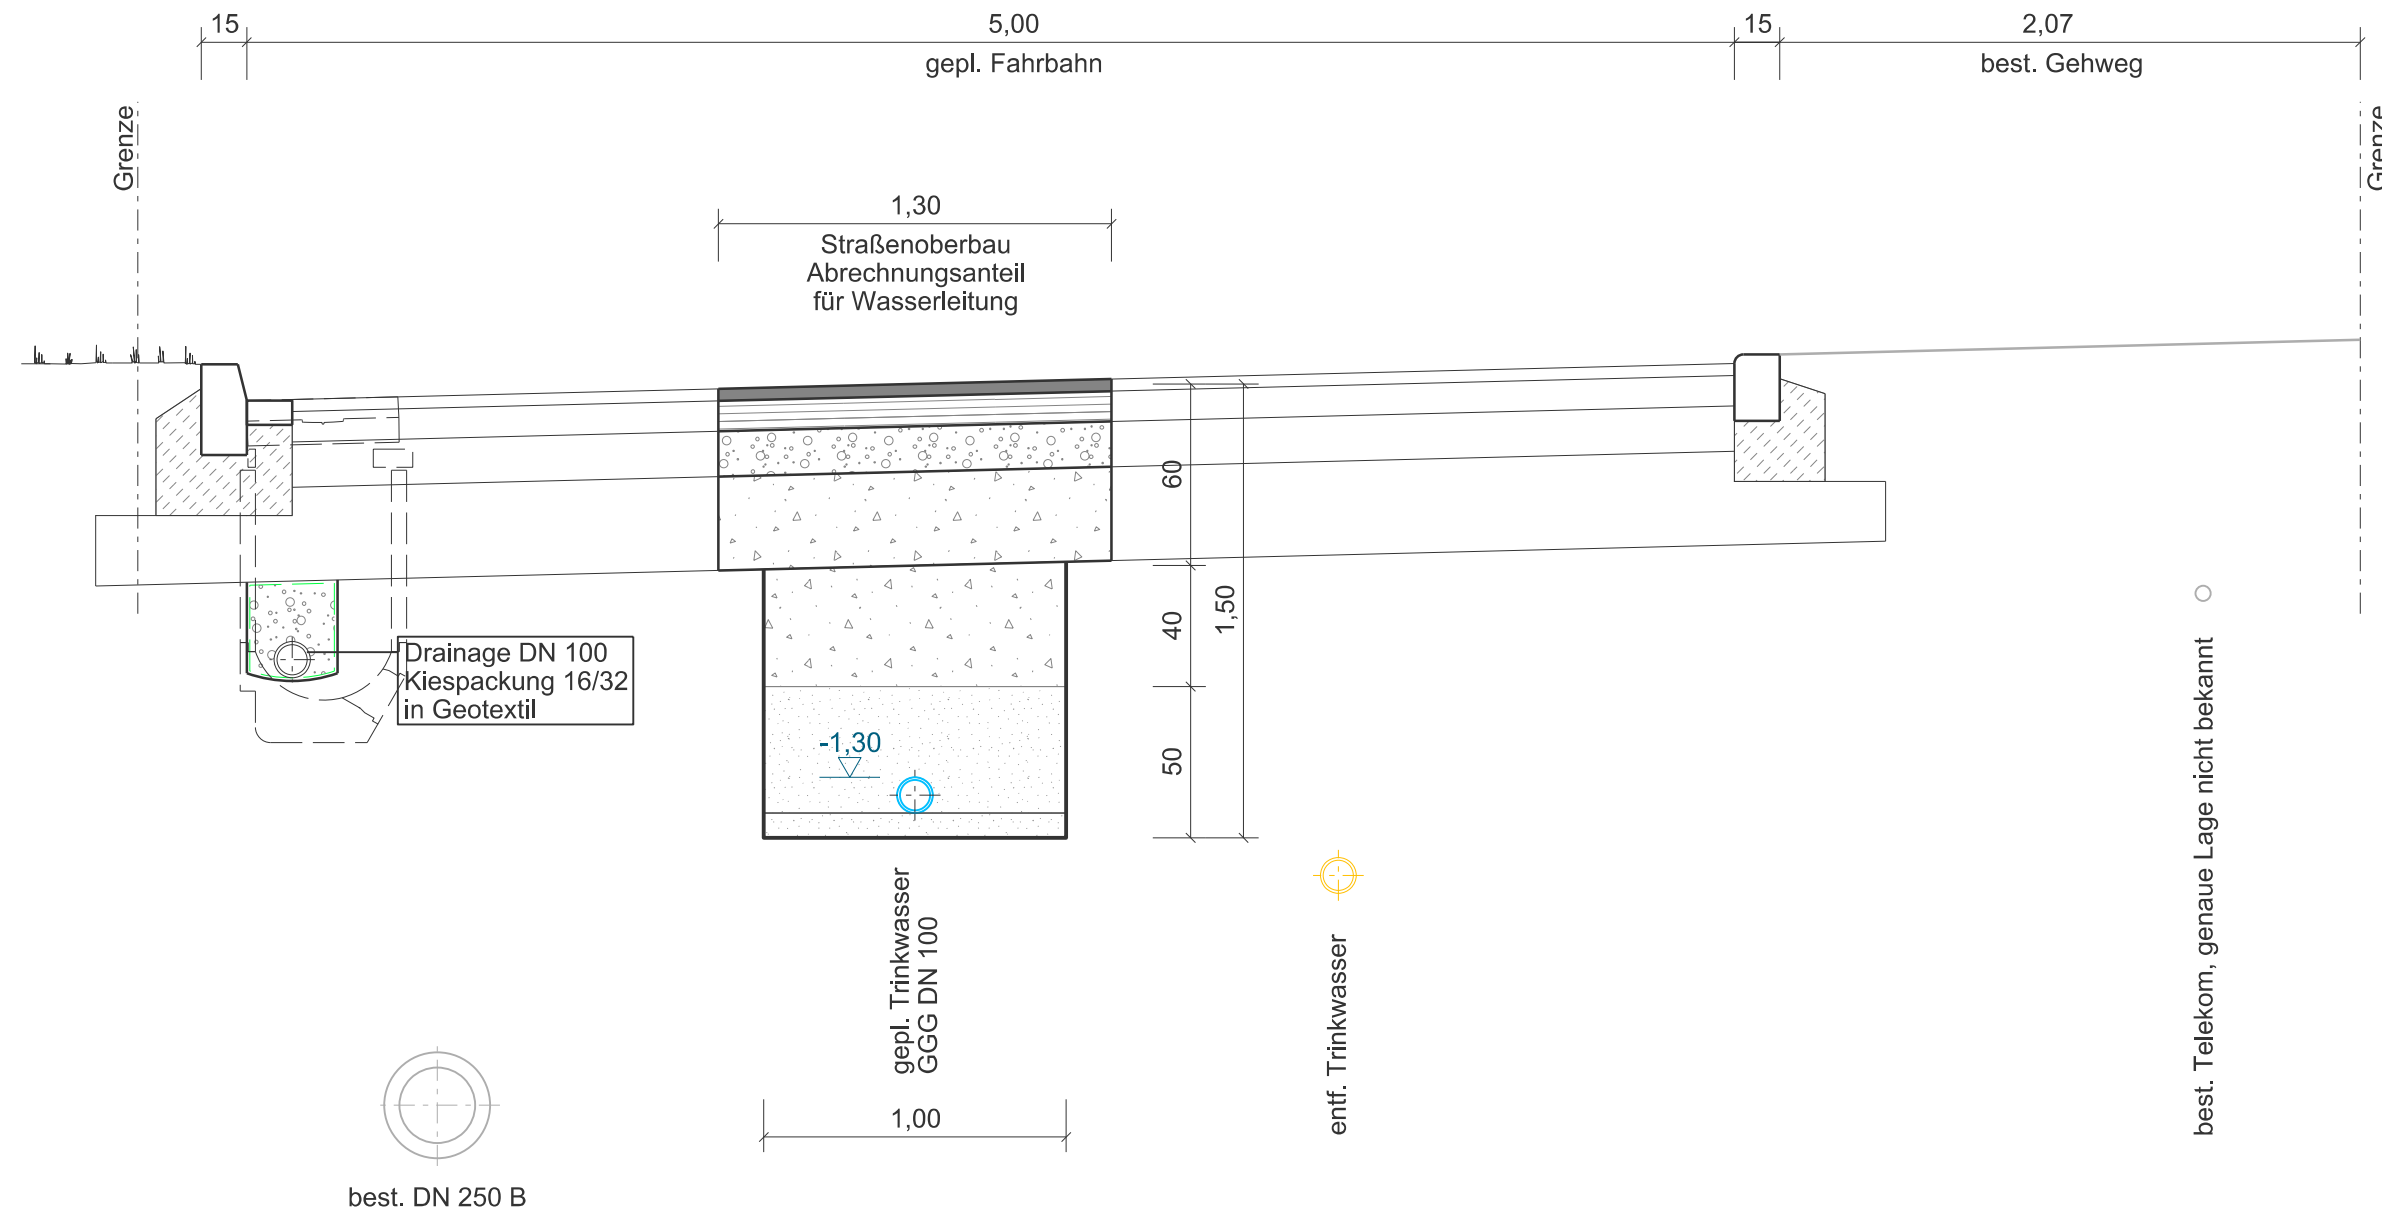 15
5,00
15
2,07
gepl. Fahrbahn
best. Gehweg
Grenze
Grenze
1,30
Straßenoberbau
Abrechnungsanteil
für Wasserleitung
60
40
1,50
50
Drainage DN 100
Kiespackung 16/32
in Geotextil
-1,30
gepl. Trinkwasser
GGG DN 100
entf. Trinkwasser
best. Telekom, genaue Lage nicht bekannt
1,00
best. DN 250 B